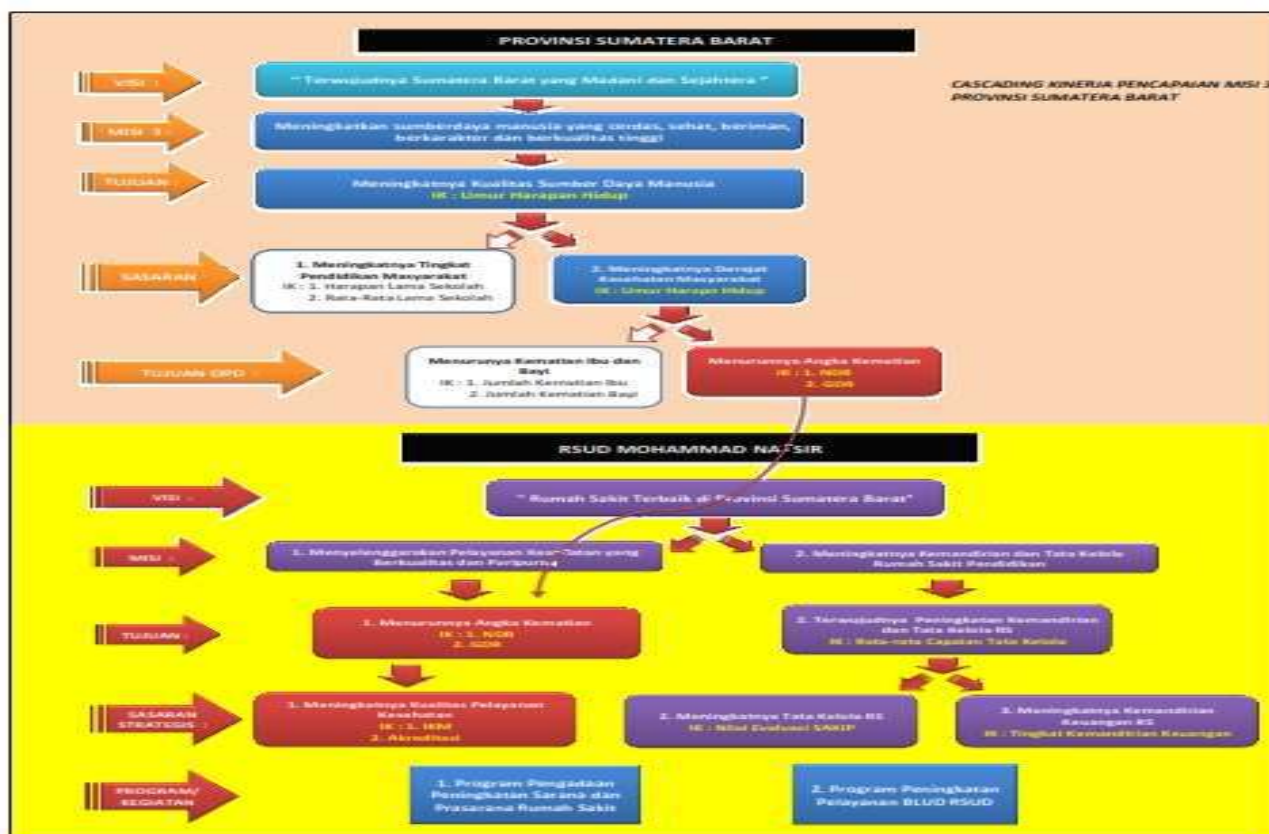 PROVINSI SUMATERA BARAT
CASCADING KINERJA PENCAPAIAN MISI 3
PROVINSI SUMATERA BARAT
VISI :
" Terwujudnya Sumatera Barat yang Madani dan Sejahtera "
MISI 3 :
Meningkatkan sumberdaya manusia yang cerdas, sehat, beriman,
berkarakter dan berkualitas tinggi
TUJUAN :
Meningkatnya Kualitas Sumber Daya Manusia
IK : Umur Harapan Hidup
SASARAN
1. Meningkatnya Tingkat
Pendidikan Masyarakat
IK : 1. Harapan Lama Sekolah
2. Rata-Rata Lama Sekolah
2. Meningkatnya Derajat
Kesehatan Masyarakat
IK : Umur Harapn Hidup
TUJUAN OPD :
Menurunya Kematian Ibu dan
Bayi
IK : 1. Jumlah Kematian Ibu
2. Jumlah Kematian Bayi
Menurunnya Angka Kematian
IK : 1. NDR
2. GDR
RSUD MOHAMMAD NATSIR
VISI :
" Rumah Sakit Terbaik di Provinsi Sumatera Barat"
MISI :
1. Menyelenggarakan Pelayanan Kesehatan yang
Berkualitas dan Paripurna
2. Meningkatnya Kemandirian dan Tata Kelola
Rumah Sakit Pendidikan
TUJUAN :
1. Menurunnya Angka Kematian
IK : 1. NDR
2. GDR
2. Terwujudnya Peningkatan Kemandirian
dan Tata Kelola RS
IK : Rata-rata Capaian Tata Kelola
SASARAN
STRATEGIS :
1. Meningkatnya Kualitas Pelayanan
Kesehatan
IK : 1. IKM
2. Akreditasi
2. Meningkatnya Tata Kelola RS
IK : Nilai Evaluasi SAKIP
3. Meningkatnya Kemandirian
Keuangan RS
IK : Tingkat Kemandirian Keuangan
PROGRAM/
KEGIATAN
1. Program Pengadaan
Peningkatan Sarana dan
Prasarana Rumah Sakit
2. Program Peningkatan
Pelayanan BLUD RSUD